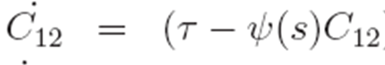 Ċ₁₂ = (τ − ψ(s)C₁₂